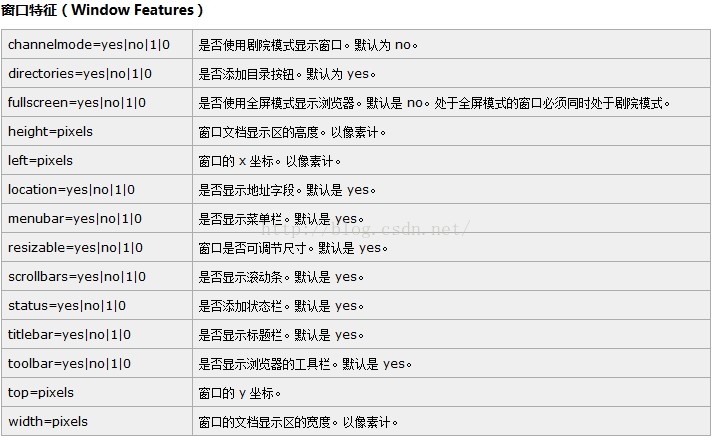 窗口特征（Window Features）
channelmode=yes|no|1|0 是否使用剧院模式显示窗口。默认为 no。
directories=yes|no|1|0 是否添加目录按钮。默认为 yes。
fullscreen=yes|no|1|0 是否使用全屏模式显示浏览器。默认是 no。处于全屏模式的窗口必须同时处于剧院模式。
height=pixels 窗口文档显示区的高度。以像素计。
left=pixels 窗口的 x 坐标。以像素计。
location=yes|no|1|0 是否显示地址字段。默认是 yes。
menubar=yes|no|1|0 是否显示菜单栏。默认是 yes。
http://blog.csdn.net/
resizable=yes|no|1|0 窗口是否可调节尺寸。默认是 yes。
scrollbars=yes|no|1|0 是否显示滚动条。默认是 yes。
status=yes|no|1|0 是否添加状态栏。默认是 yes。
titlebar=yes|no|1|0 是否显示标题栏。默认是 yes。
toolbar=yes|no|1|0 是否显示浏览器的工具栏。默认是 yes。
top=pixels 窗口的 y 坐标。
width=pixels 窗口的文档显示区的宽度。以像素计。